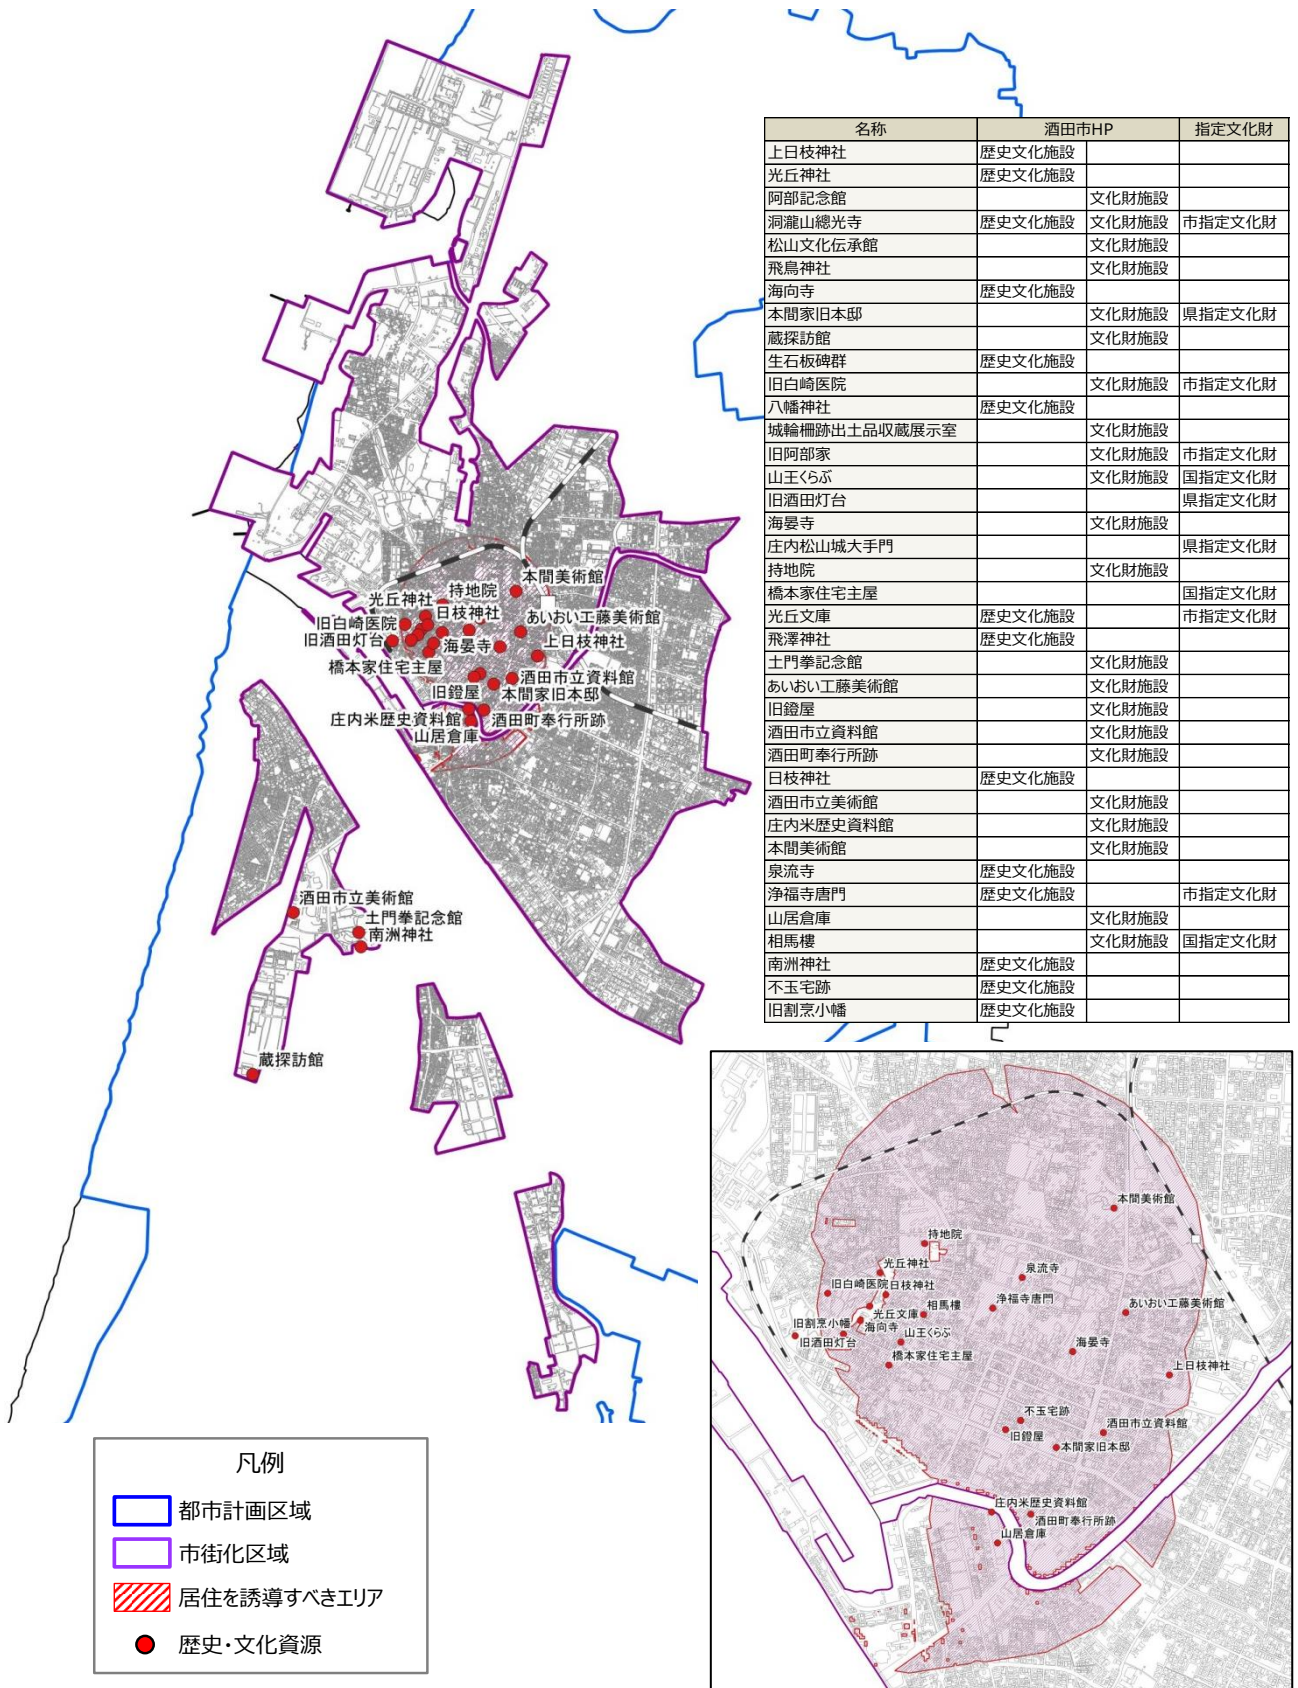 名称 酒田市HP 指定文化財
上日枝神社 歴史文化施設
光丘神社 歴史文化施設
阿部記念館 文化財施設
洞瀧山總光寺 歴史文化施設 文化財施設 市指定文化財
松山文化伝承館 文化財施設
飛鳥神社 文化財施設
海向寺 歴史文化施設
本間家旧本邸 文化財施設 県指定文化財
蔵探訪館 文化財施設
生石板碑群 歴史文化施設
旧白崎医院 文化財施設 市指定文化財
八幡神社 歴史文化施設
城輪柵跡出土品収蔵展示室 文化財施設
旧阿部家 文化財施設 市指定文化財
山王くらぶ 文化財施設 国指定文化財
旧酒田灯台 県指定文化財
海晏寺 文化財施設
庄内松山城大手門 県指定文化財
持地院 文化財施設
橋本家住宅主屋 国指定文化財
光丘文庫 歴史文化施設 市指定文化財
飛澤神社 歴史文化施設
土門拳記念館 文化財施設
あいおい工藤美術館 文化財施設
旧鐙屋 文化財施設
酒田市立資料館 文化財施設
酒田町奉行所跡 文化財施設
日枝神社 歴史文化施設
酒田市立美術館 文化財施設
庄内米歴史資料館 文化財施設
本間美術館 文化財施設
泉流寺 歴史文化施設
浄福寺唐門 歴史文化施設 市指定文化財
山居倉庫 文化財施設
相馬樓 文化財施設 国指定文化財
南洲神社 歴史文化施設
不玉宅跡 歴史文化施設
旧割烹小幡 歴史文化施設
本間美術館
持地院
光丘神社
日枝神社
あいおい工藤美術館
旧白崎医院
旧酒田灯台
海晏寺
上日枝神社
橋本家住宅主屋
酒田市立資料館
旧鐙屋
本間家旧本邸
庄内米歴史資料館
酒田町奉行所跡
山居倉庫
酒田市立美術館
土門拳記念館
南洲神社
蔵探訪館
本間美術館
持地院
光丘神社
泉流寺
旧白崎医院
日枝神社
相馬樓
浄福寺唐門
あいおい工藤美術館
光丘文庫
旧割烹小幡
海向寺
旧酒田灯台
山王くらぶ
海晏寺
橋本家住宅主屋
上日枝神社
不玉宅跡
旧鐙屋
酒田市立資料館
本間家旧本邸
庄内米歴史資料館
酒田町奉行所跡
山居倉庫
凡例
都市計画区域
市街化区域
居住を誘導すべきエリア
歴史・文化資源